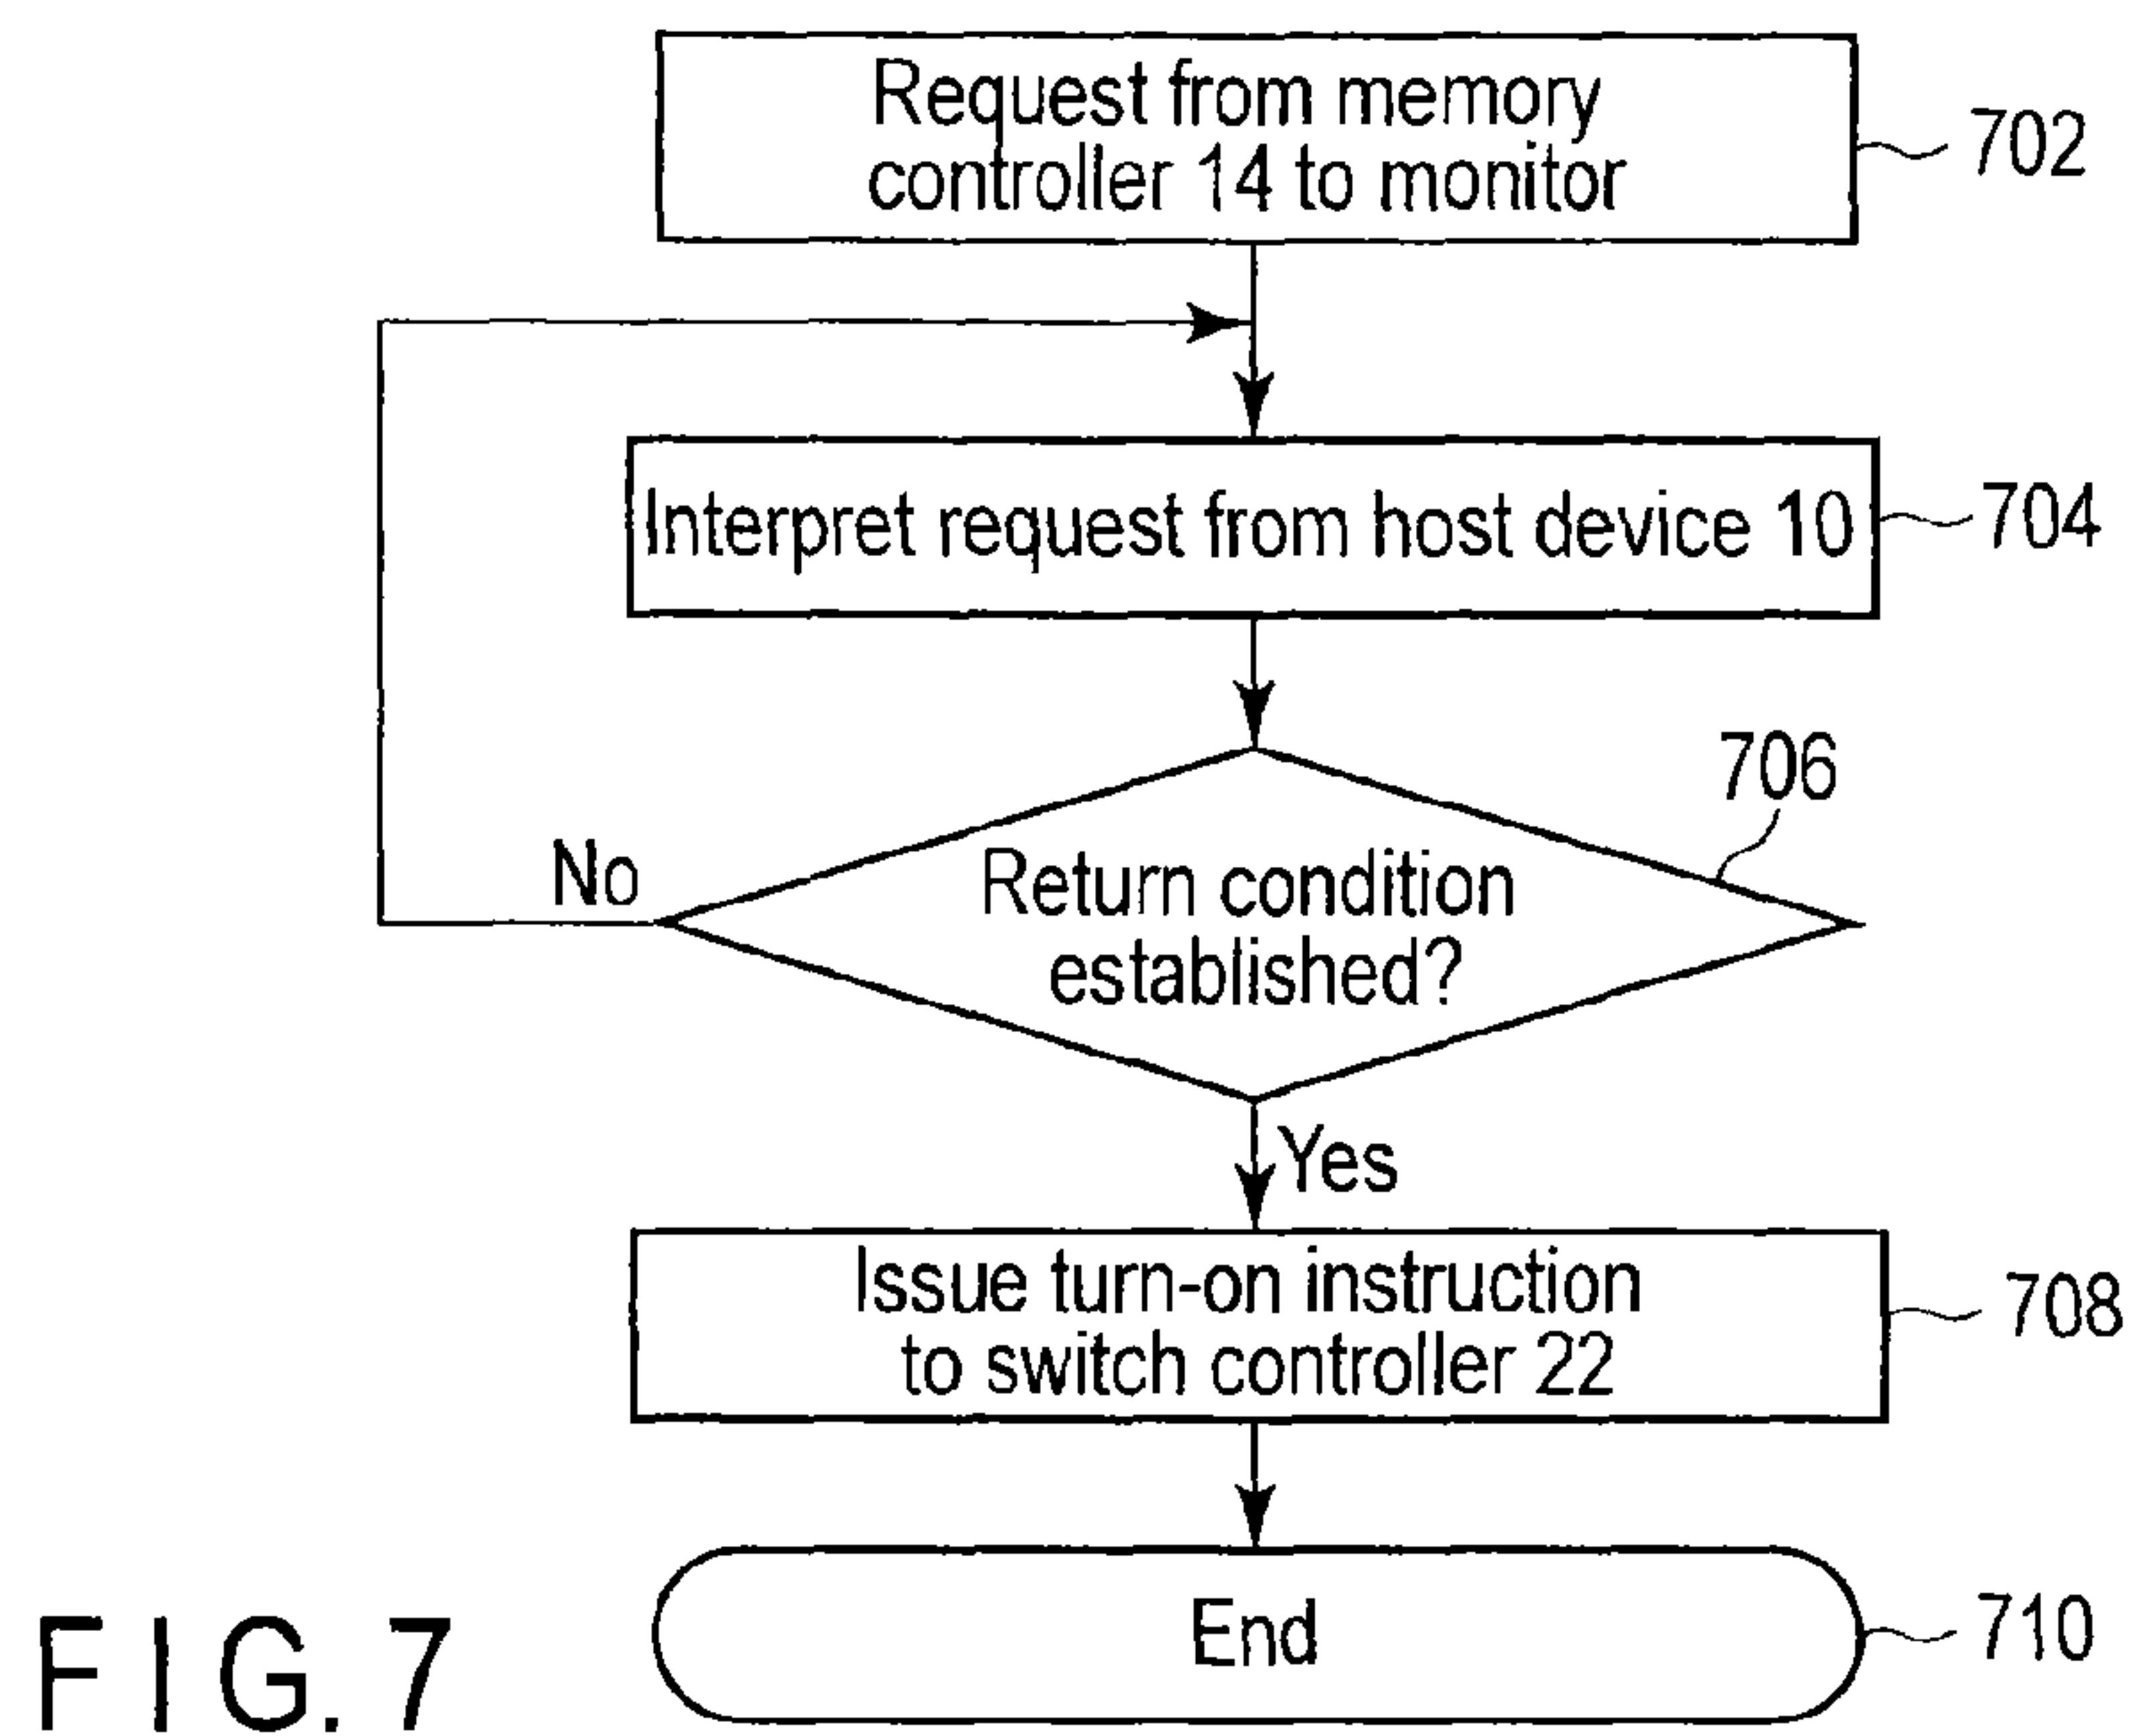 Request from memory
controller 14 to monitor
702
Interpret request from host device 10
704
706
No
Return condition
established?
Yes
Issue turn-on instruction
to switch controller 22
708
End
710
FIG. 7